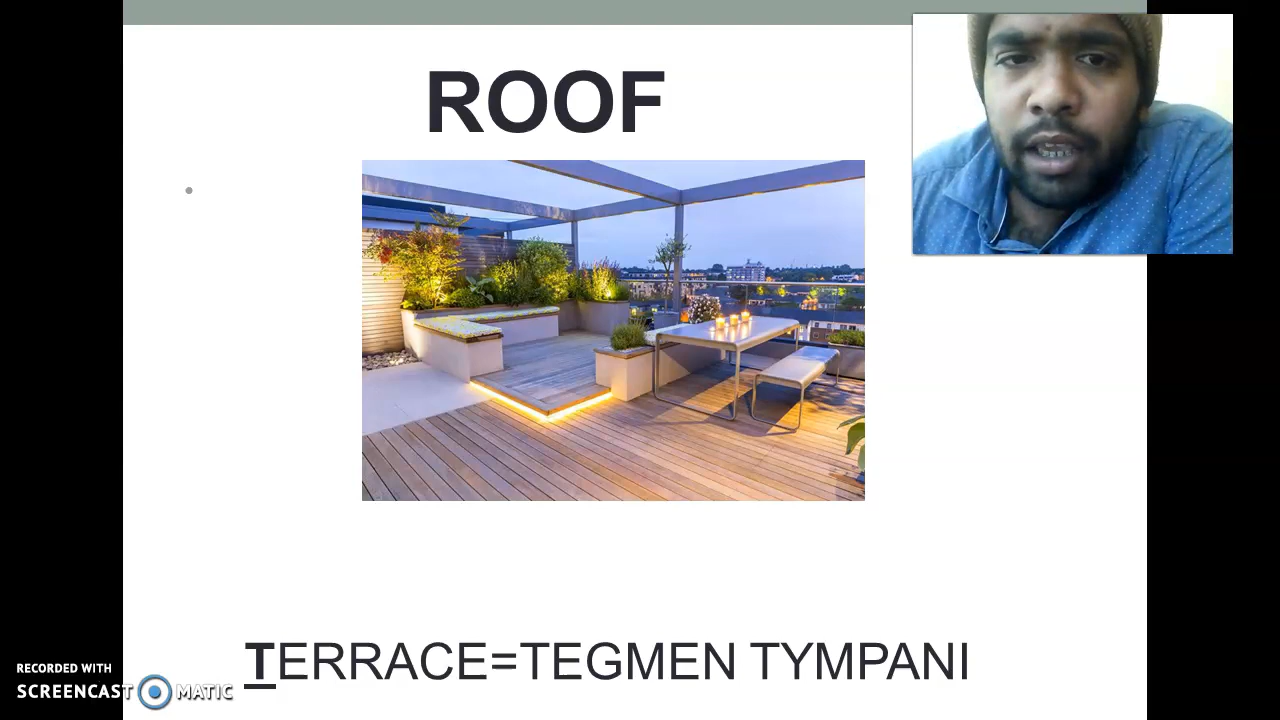 ROOF
TERRACE=TEGMEN TYMPANI
RECORDED WITH
SCREENCAST MATIC